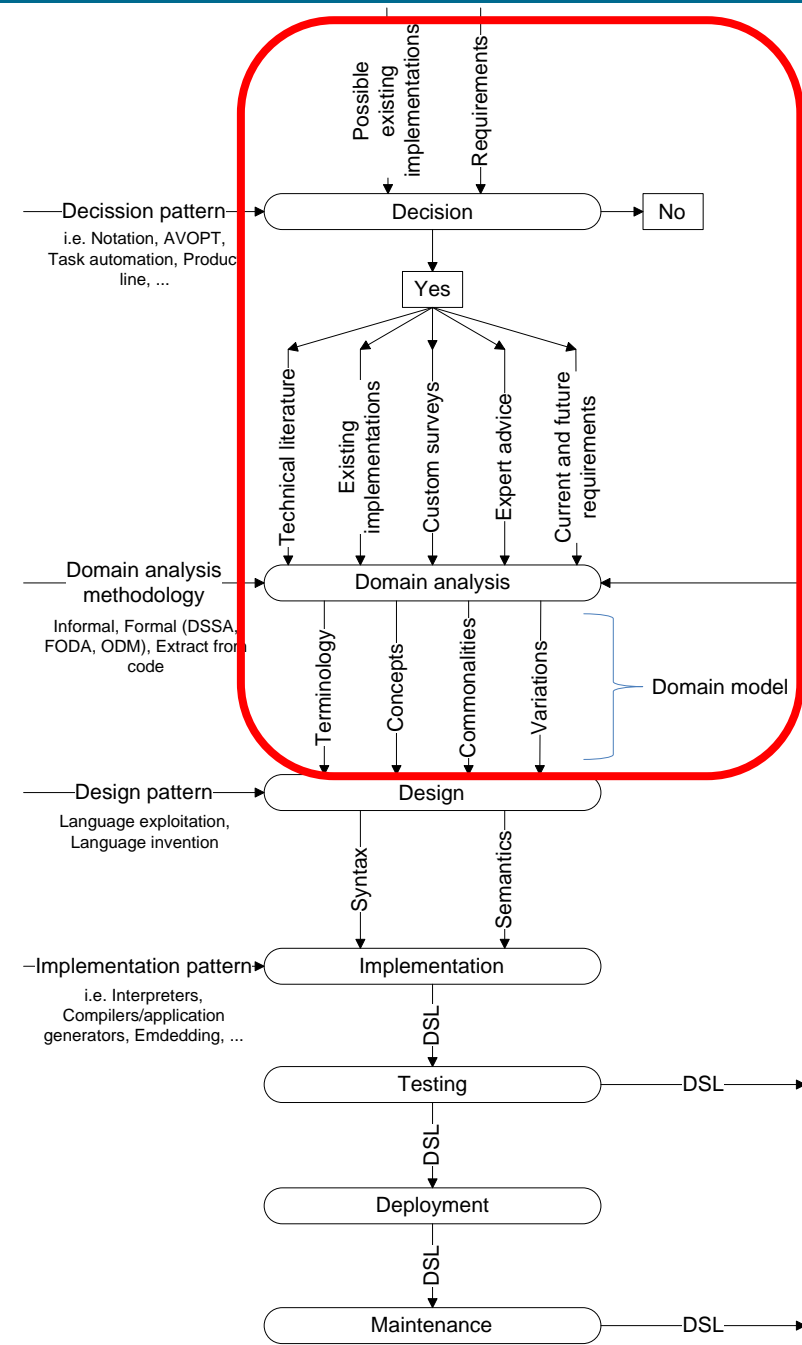 Possible
existing
implementations
Requirements
Decission pattern
i.e. Notation, AVOPT,
Task automation, Produc
line, ...
Decision
No
Yes
Technical literature
Existing
implementations
Custom surveys
Expert advice
Current and future
requirements
Domain analysis
methodology
Informal, Formal (DSSA,
FODA, ODM), Extract from
code
Domain analysis
Terminology
Concepts
Commonalities
Variations
Domain model
Design pattern
Language exploitation,
Language invention
Design
Syntax
Semantics
Implementation pattern
i.e. Interpreters,
Compilers/application
generators, Emdedding, ...
Implementation
DSL
Testing
DSL
DSL
Deployment
DSL
Maintenance
DSL